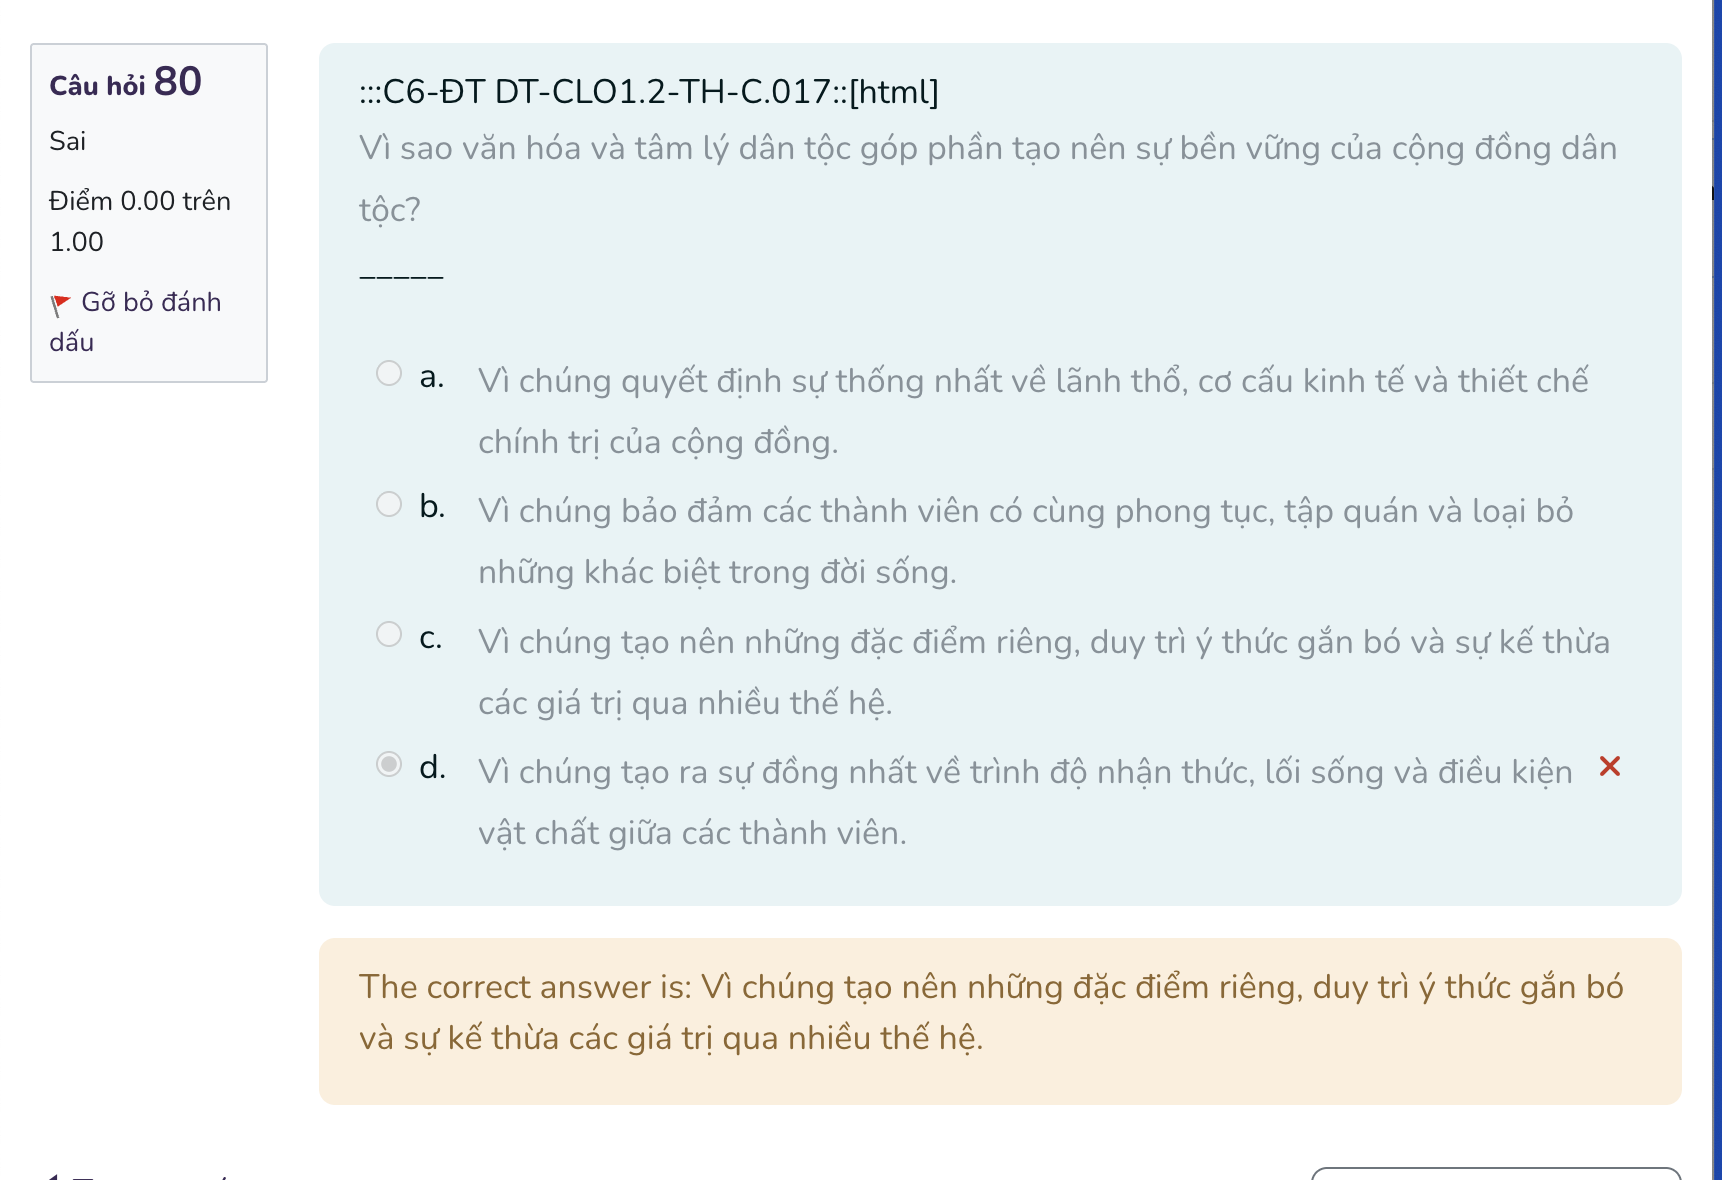 Câu hỏi 80
Sai
Điểm 0.00 trên
1.00
Gỡ bỏ đánh
dấu
:::C6-ĐT DT-CLO1.2-TH-C.017::[html]
Vì sao văn hóa và tâm lý dân tộc góp phần tạo nên sự bền vững của cộng đồng dân
tộc?
_____
a. Vì chúng quyết định sự thống nhất về lãnh thổ, cơ cấu kinh tế và thiết chế
chính trị của cộng đồng.
b. Vì chúng bảo đảm các thành viên có cùng phong tục, tập quán và loại bỏ
những khác biệt trong đời sống.
c. Vì chúng tạo nên những đặc điểm riêng, duy trì ý thức gắn bó và sự kế thừa
các giá trị qua nhiều thế hệ.
d. Vì chúng tạo ra sự đồng nhất về trình độ nhận thức, lối sống và điều kiện
vật chất giữa các thành viên.
The correct answer is: Vì chúng tạo nên những đặc điểm riêng, duy trì ý thức gắn bó
và sự kế thừa các giá trị qua nhiều thế hệ.